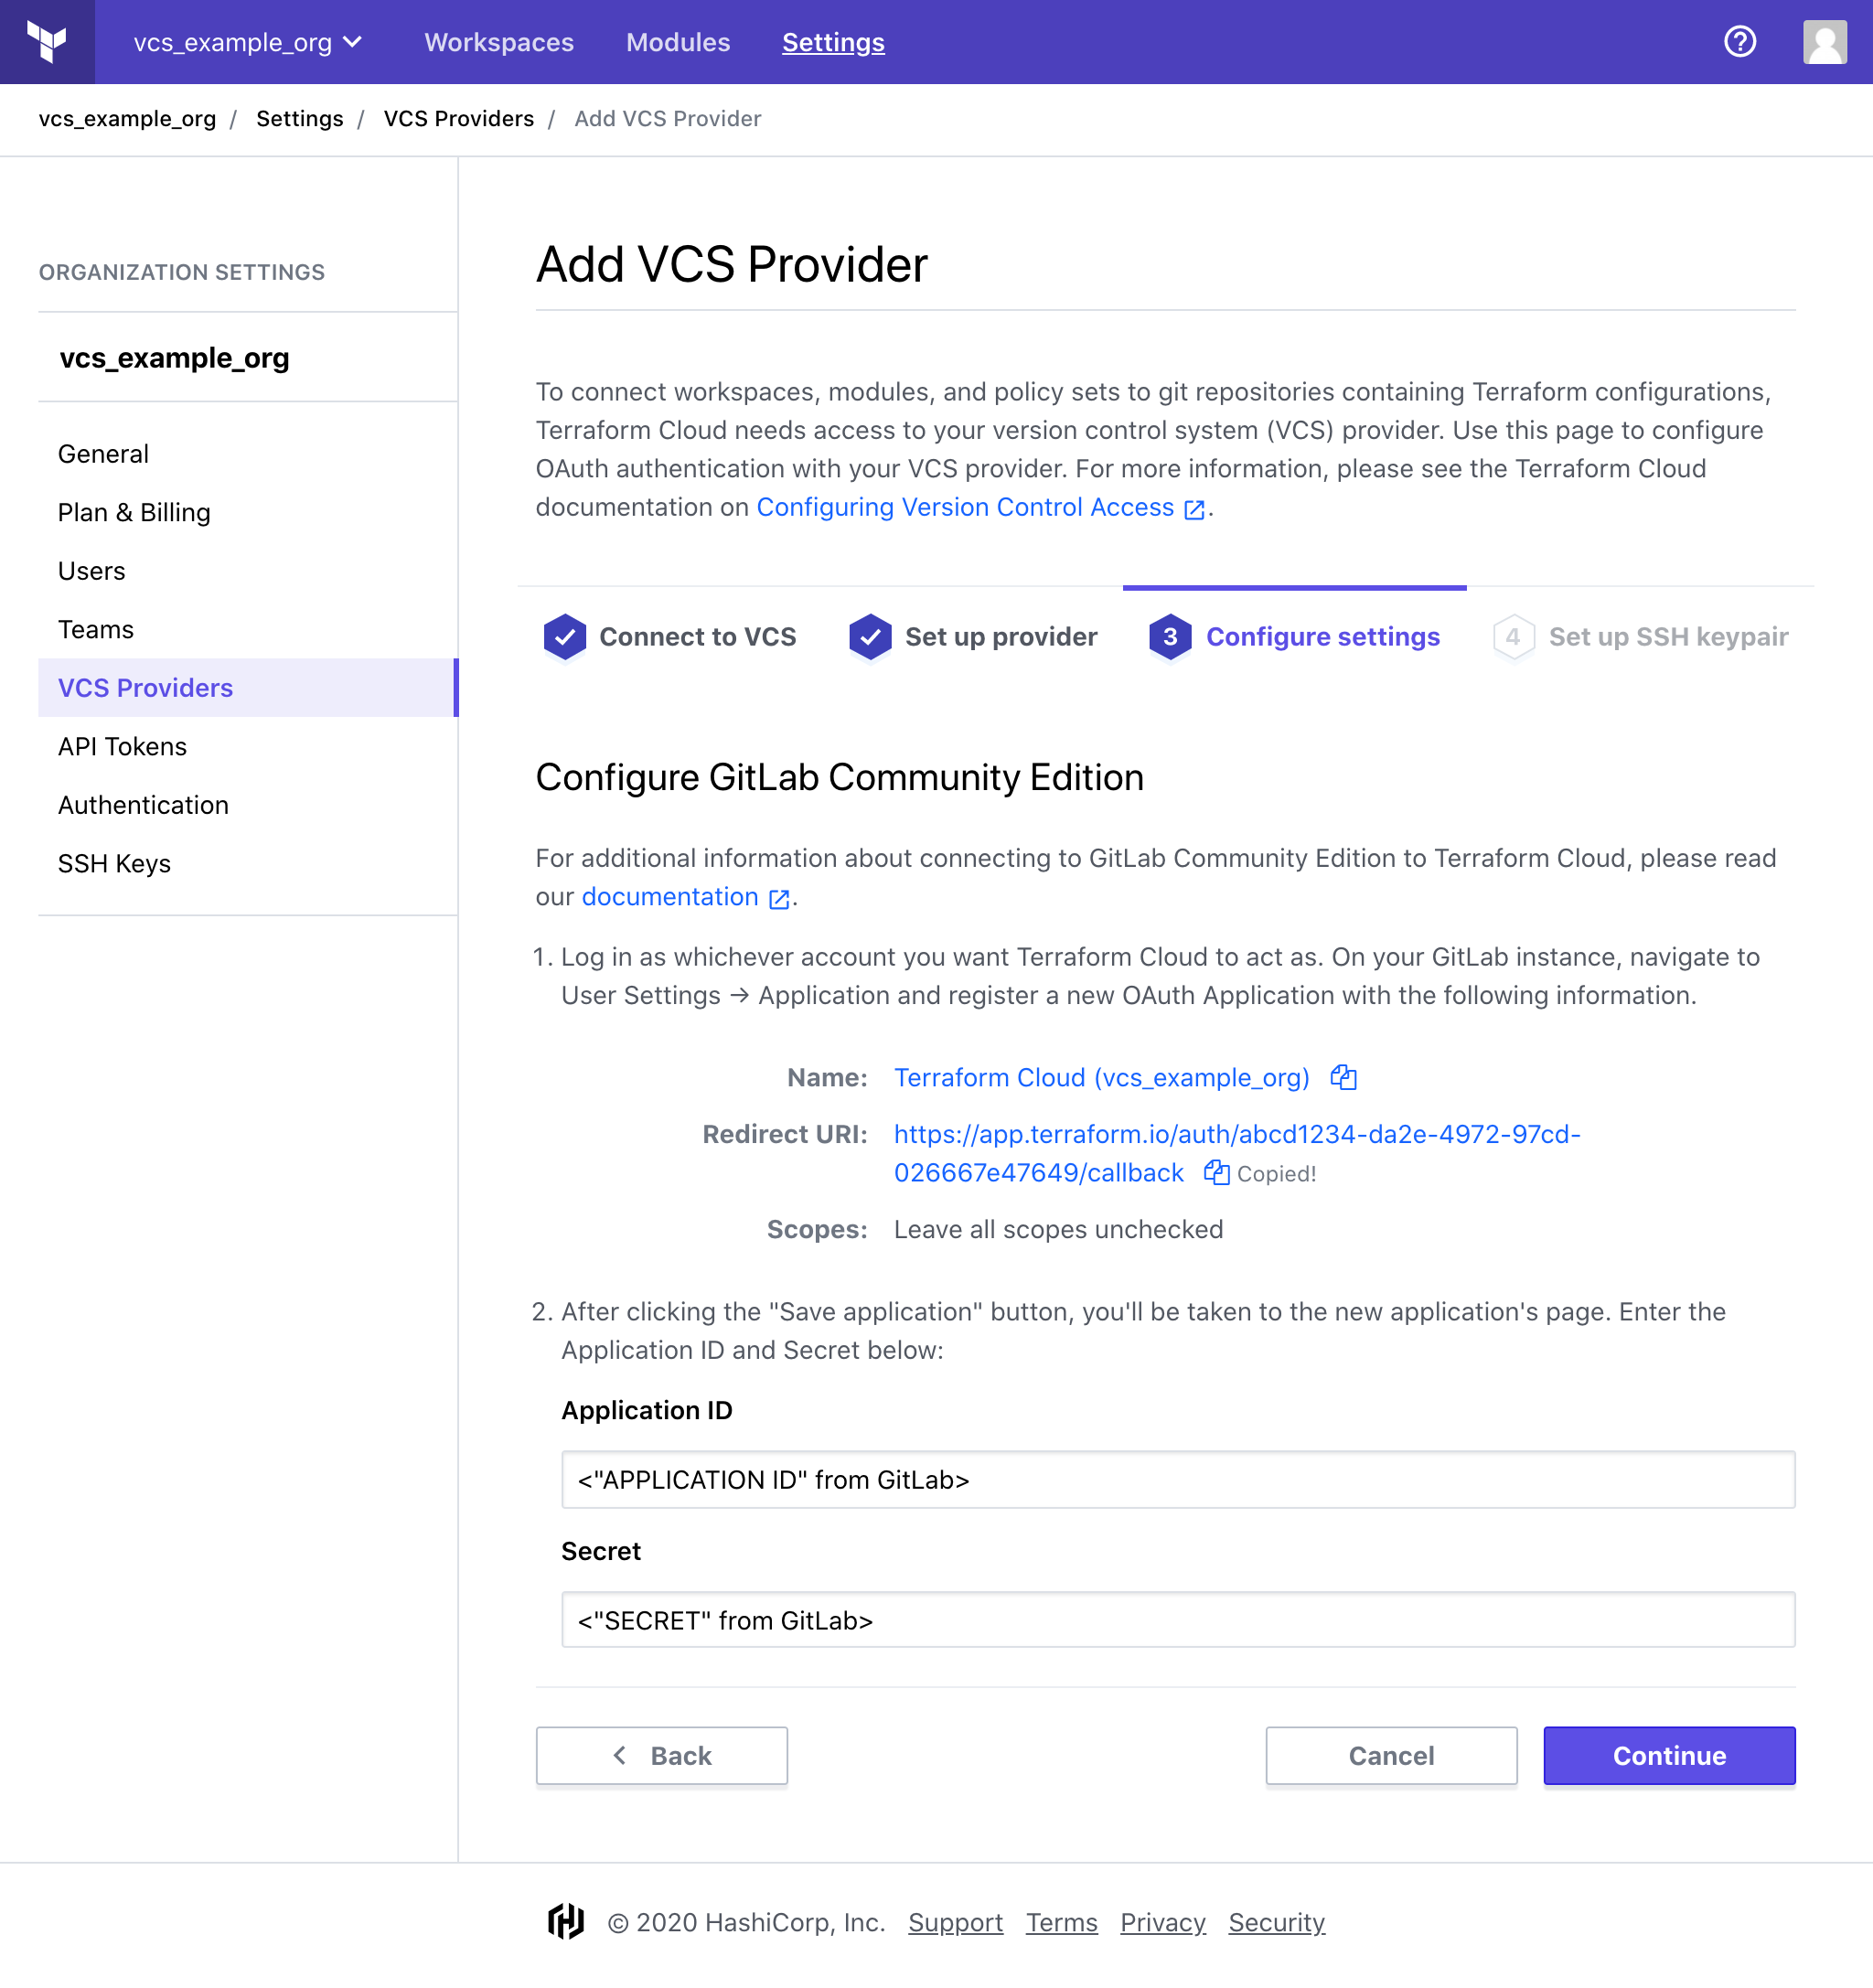 vcs_example_org Workspaces Modules Settings
vcs_example_org / Settings / VCS Providers / Add VCS Provider
ORGANIZATION SETTINGS
vcs_example_org
General
Plan & Billing
Users
Teams
VCS Providers
API Tokens
Authentication
SSH Keys
Add VCS Provider
To connect workspaces, modules, and policy sets to git repositories containing Terraform configurations,
Terraform Cloud needs access to your version control system (VCS) provider. Use this page to configure
OAuth authentication with your VCS provider. For more information, please see the Terraform Cloud
documentation on Configuring Version Control Access .
Connect to VCS Set up provider 3 Configure settings 4 Set up SSH keypair
Configure GitLab Community Edition
For additional information about connecting to GitLab Community Edition to Terraform Cloud, please read
our documentation .
1. Log in as whichever account you want Terraform Cloud to act as. On your GitLab instance, navigate to
User Settings → Application and register a new OAuth Application with the following information.
Name: Terraform Cloud (vcs_example_org)
Redirect URI: https://app.terraform.io/auth/abcd1234-da2e-4972-97cd-
026667e47649/callback Copied!
Scopes: Leave all scopes unchecked
2. After clicking the "Save application" button, you'll be taken to the new application's page. Enter the
Application ID and Secret below:
Application ID
<"APPLICATION ID" from GitLab>
Secret
<"SECRET" from GitLab>
Back Cancel Continue
© 2020 HashiCorp, Inc. Support Terms Privacy Security